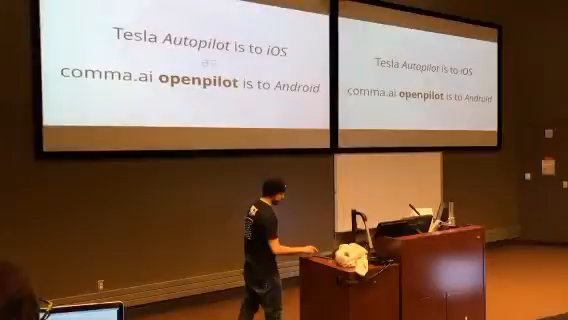 Tesla Autopilot is to iOS
as
comma.ai openpilot is to Android
Tesla Autopilot is to iOS
comma.ai openpilot is to Android